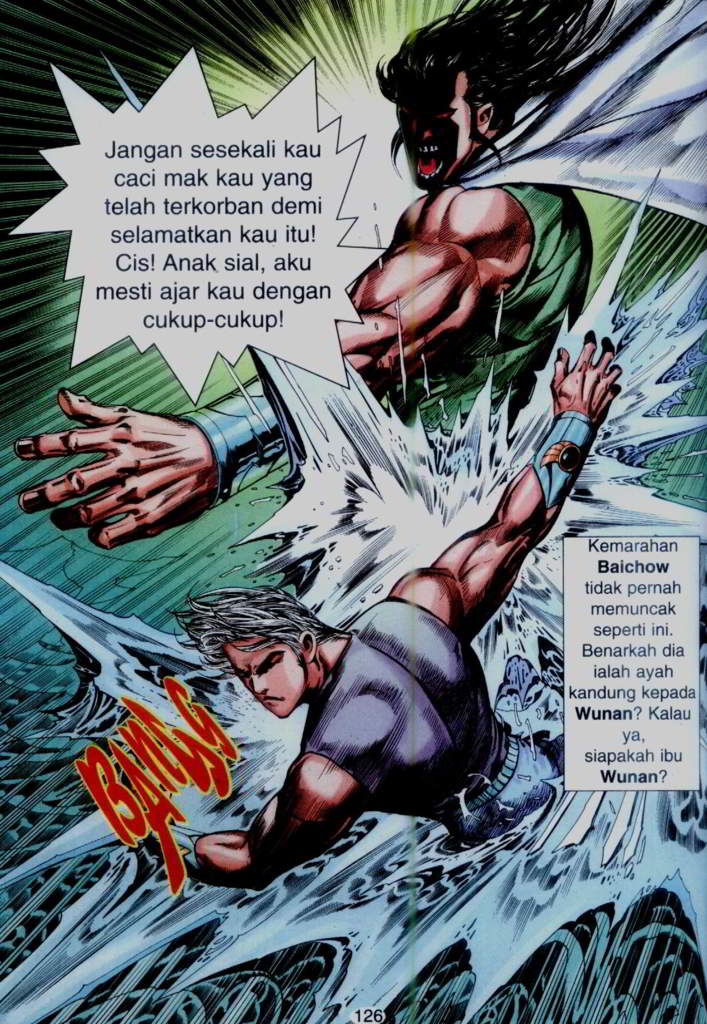 Jangan sesekali kau
caci mak kau yang
telah terkorban demi
selamatkan kau itu!
Cis! Anak sial, aku
mesti ajar kau dengan
cukup-cukup!
Kemarahan
Baichow
tidak pernah
memuncak
seperti ini.
Benarkah dia
ialah ayah
kandung kepada
Wunan? Kalau
ya,
siapakah ibu
Wunan?
BANGG
126